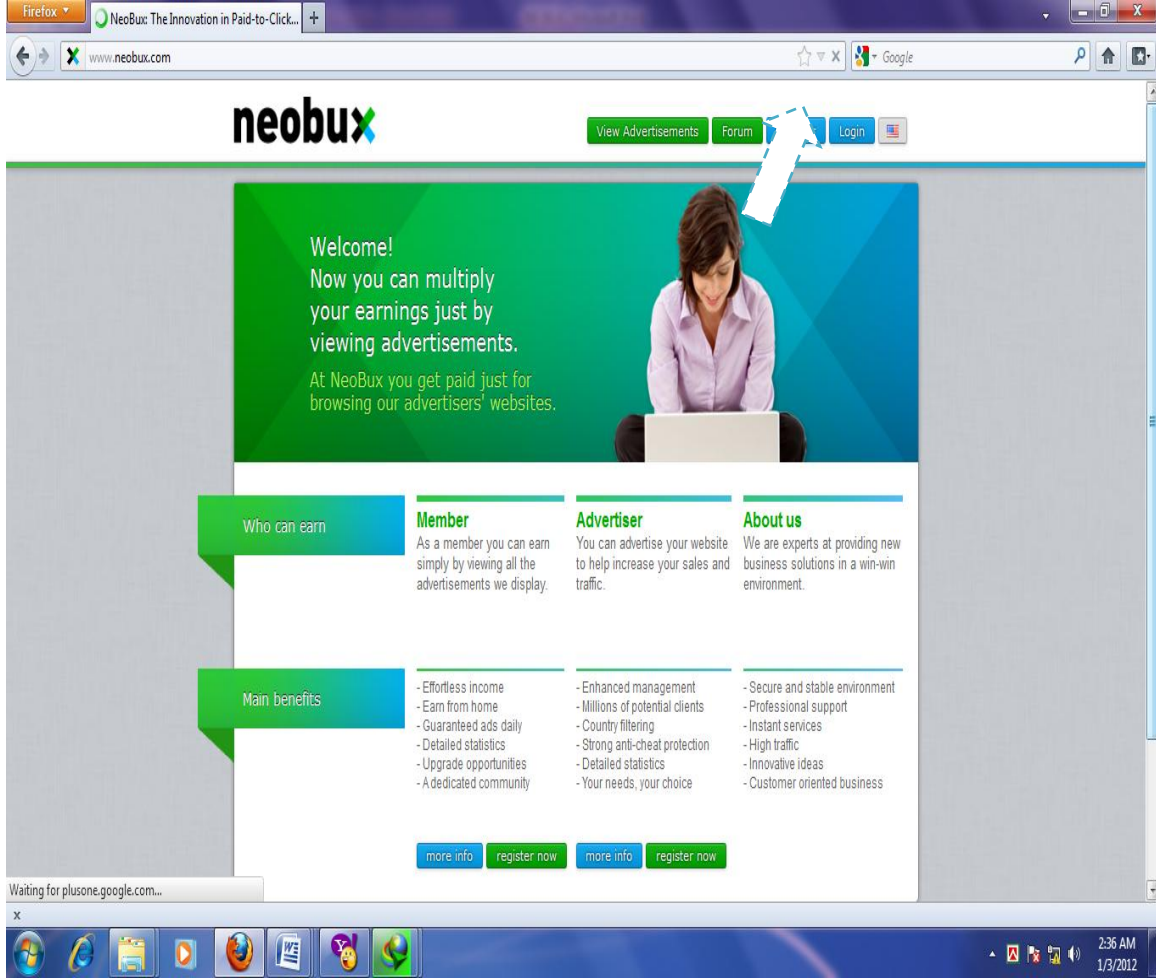 Firefox
NeoBux: The Innovation in Paid-to-Click...
www.neobux.com
Google
neobux
View Advertisements
Forum
Login
Welcome!
Now you can multiply
your earnings just by
viewing advertisements.
At NeoBux you get paid just for
browsing our advertisers' websites.
Who can earn
Member
As a member you can earn
simply by viewing all the
advertisements we display.
Advertiser
You can advertise your website
to help increase your sales and
traffic.
About us
We are experts at providing new
business solutions in a win-win
environment.
Main benefits
- Effortless income
- Earn from home
- Guaranteed ads daily
- Detailed statistics
- Upgrade opportunities
- A dedicated community
- Enhanced management
- Millions of potential clients
- Country filtering
- Strong anti-cheat protection
- Detailed statistics
- Your needs, your choice
- Secure and stable environment
- Professional support
- Instant services
- High traffic
- Innovative ideas
- Customer oriented business
more info
register now
more info
register now
Waiting for plusone.google.com...
x
2:36 AM
1/3/2012